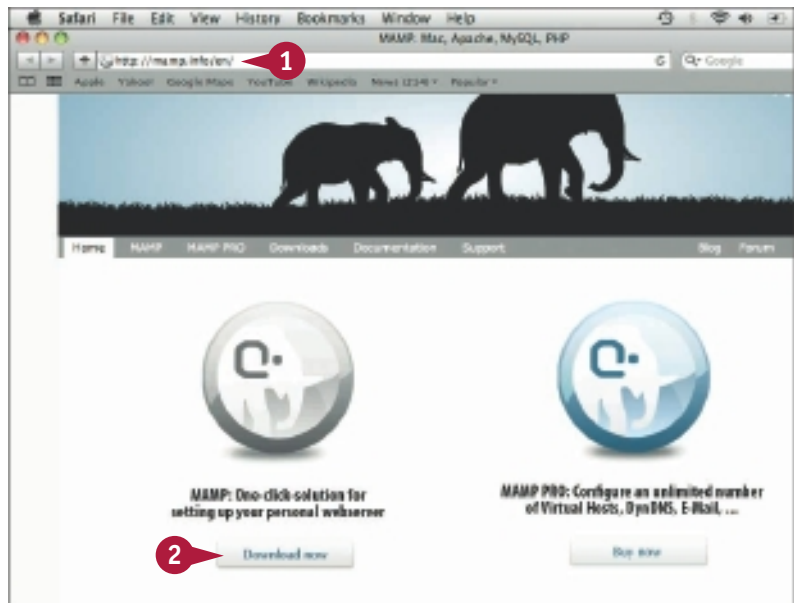 Safari File Edit View History Bookmarks Window Help
MAMP: Mac, Apache, MySQL, PHP
http://mamp.info/en/
1
Google
Apple Yahoo! Google Maps YouTube Wikipedia News (234) Popular
Home MAMP MAMP PRO Downloads Documentation Support Blog Forum
MAMP: One-click-solution for
setting up your personal webserver
MAMP PRO: Configure an unlimited number
of Virtual Hosts, DynDNS, E-Mail, ...
2
Download now
Buy now